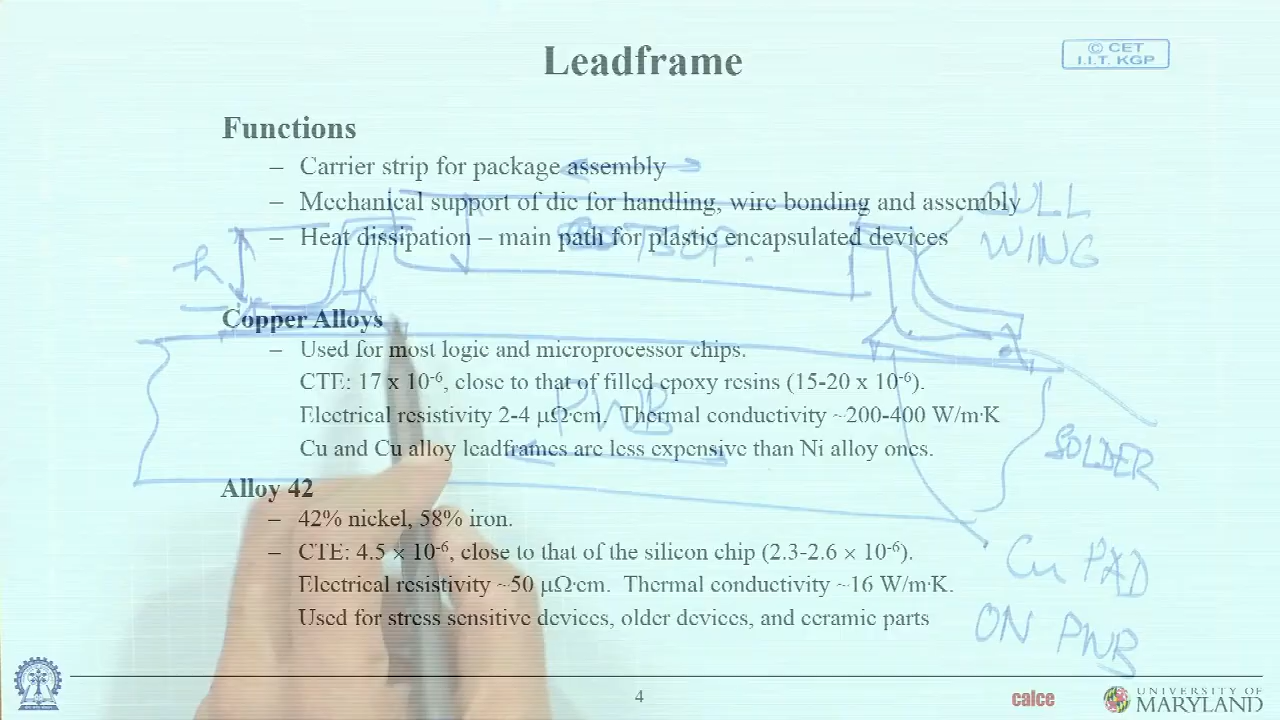 Leadframe
© CET
I.I.T. KGP
Functions
– Carrier strip for package assembly
– Mechanical support of die for handling, wire bonding and assembly
– Heat dissipation – main path for plastic encapsulated devices
GULL
WING
TSOP
h
Copper Alloys
– Used for most logic and microprocessor chips.
CTE: 17 x 10⁻⁶, close to that of filled epoxy resins (15-20 x 10⁻⁶).
Electrical resistivity 2-4 μΩ·cm. Thermal conductivity ~200-400 W/m·K
Cu and Cu alloy leadframes are less expensive than Ni alloy ones.
PWB
SOLDER
Alloy 42
– 42% nickel, 58% iron.
– CTE: 4.5 × 10⁻⁶, close to that of the silicon chip (2.3-2.6 × 10⁻⁶).
Electrical resistivity ~50 μΩ·cm. Thermal conductivity ~16 W/m·K.
Used for stress sensitive devices, older devices, and ceramic parts
Cu PAD
ON PWB
4
calce
UNIVERSITY OF
MARYLAND